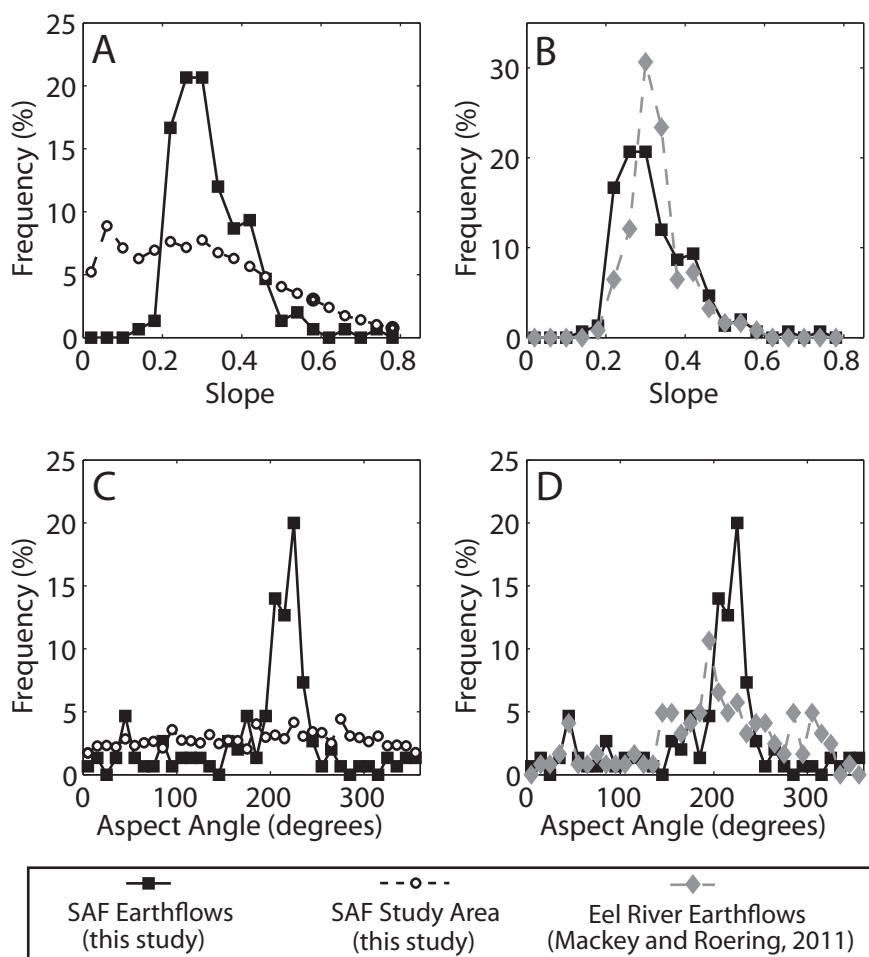 A
Frequency (%)
25
20
15
10
5
0
0 0.2 0.4 0.6 0.8
Slope
B
Frequency (%)
30
20
10
0
0 0.2 0.4 0.6 0.8
Slope
C
Frequency (%)
25
20
15
10
5
0
0 100 200 300
Aspect Angle (degrees)
D
Frequency (%)
25
20
15
10
5
0
0 100 200 300
Aspect Angle (degrees)
SAF Earthflows
(this study)
SAF Study Area
(this study)
Eel River Earthflows
(Mackey and Roering, 2011)